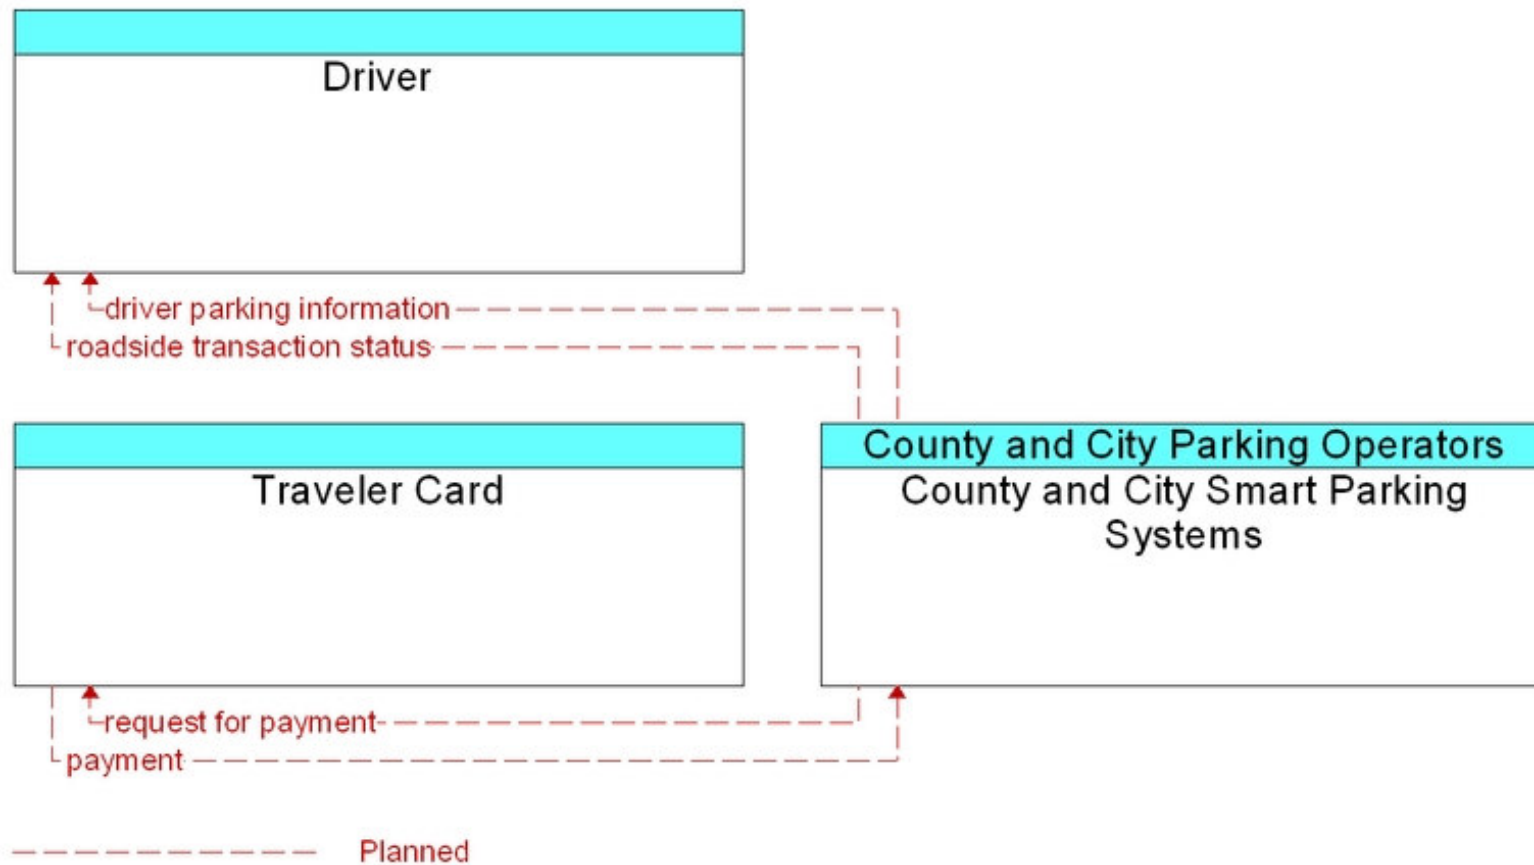 Driver
driver parking information
roadside transaction status
County and City Parking Operators
Traveler Card
County and City Smart Parking
Systems
request for payment
payment
Planned